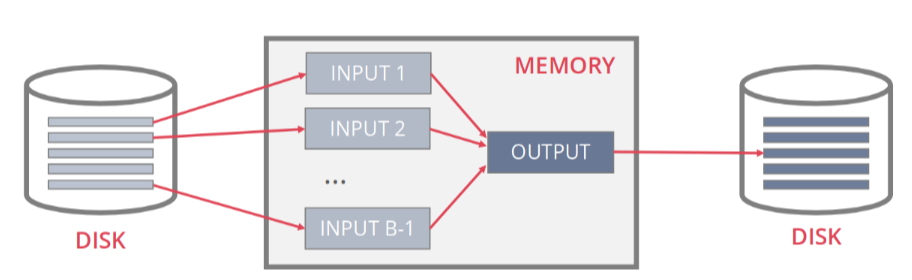 MEMORY
INPUT 1
INPUT 2
OUTPUT
...
INPUT B-1
DISK
DISK